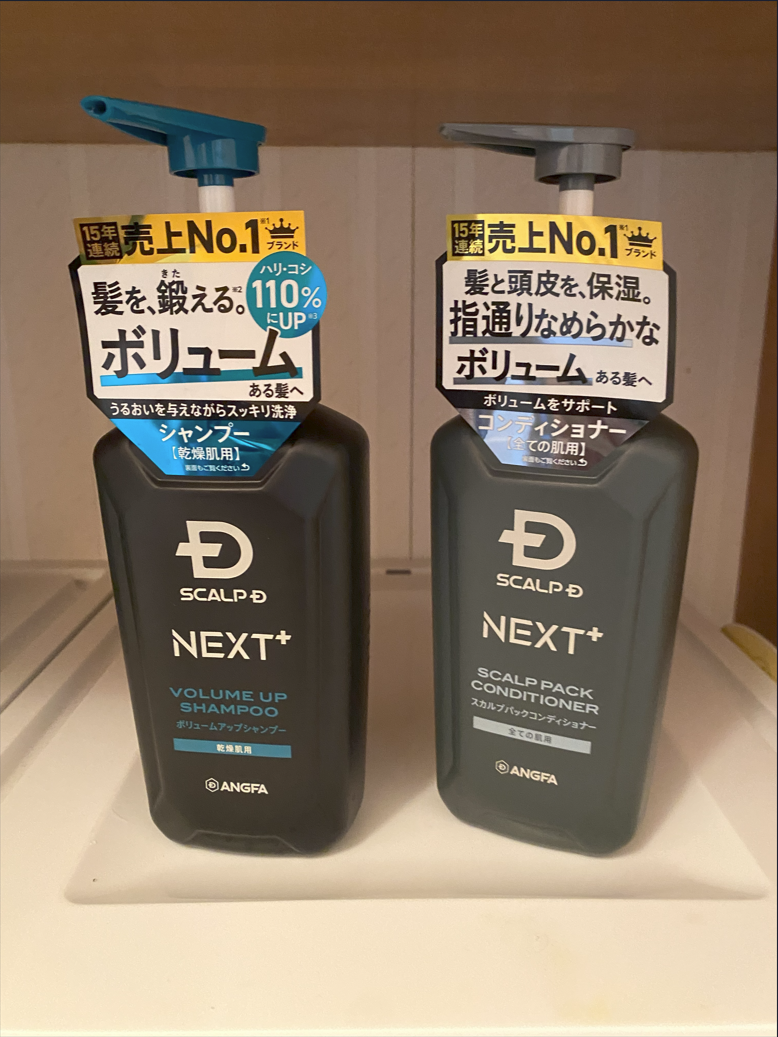 15年
連続
売上No.1※1
ブランド
ハリ・コシ
110%
にUP※3
きた
髪を、鍛える。※2
ボリューム
ある髪へ
うるおいを与えながらスッキリ洗浄
シャンプー
【乾燥肌用】
裏面もご覧ください
SCALP-D
NEXT+
VOLUME UP
SHAMPOO
ボリュームアップシャンプー
乾燥肌用
ANGFA
15年
連続
売上No.1※1
ブランド
髪と頭皮を、保湿。
指通りなめらかな
ボリューム
ある髪へ
ボリュームをサポート
コンディショナー
【全ての肌用】
裏面もご覧ください
SCALP-D
NEXT+
SCALP PACK
CONDITIONER
スカルプパックコンディショナー
全ての肌用
ANGFA